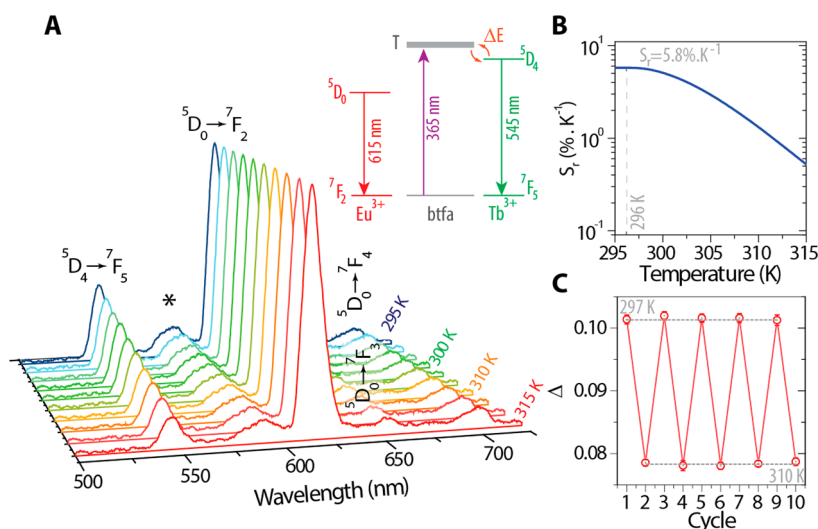 A
⁵D₀→⁷F₂
⁵D₄→⁷F₅
*
⁵D₀→⁷F₄
⁵D₀→⁷F₃
295 K
300 K
310 K
315 K
500
550
600
650
700
Wavelength (nm)
T
ΔE
⁵D₄
⁵D₀
615 nm
365 nm
545 nm
⁷F₂
⁷F₅
Eu³⁺
btfa
Tb³⁺
B
Sᵣ=5.8%.K⁻¹
10¹
10⁰
10⁻¹
Sᵣ (%. K⁻¹)
296 K
295 300 305 310 315
Temperature (K)
C
297 K
0.10
0.09
0.08
Δ
310 K
1 2 3 4 5 6 7 8 9 10
Cycle